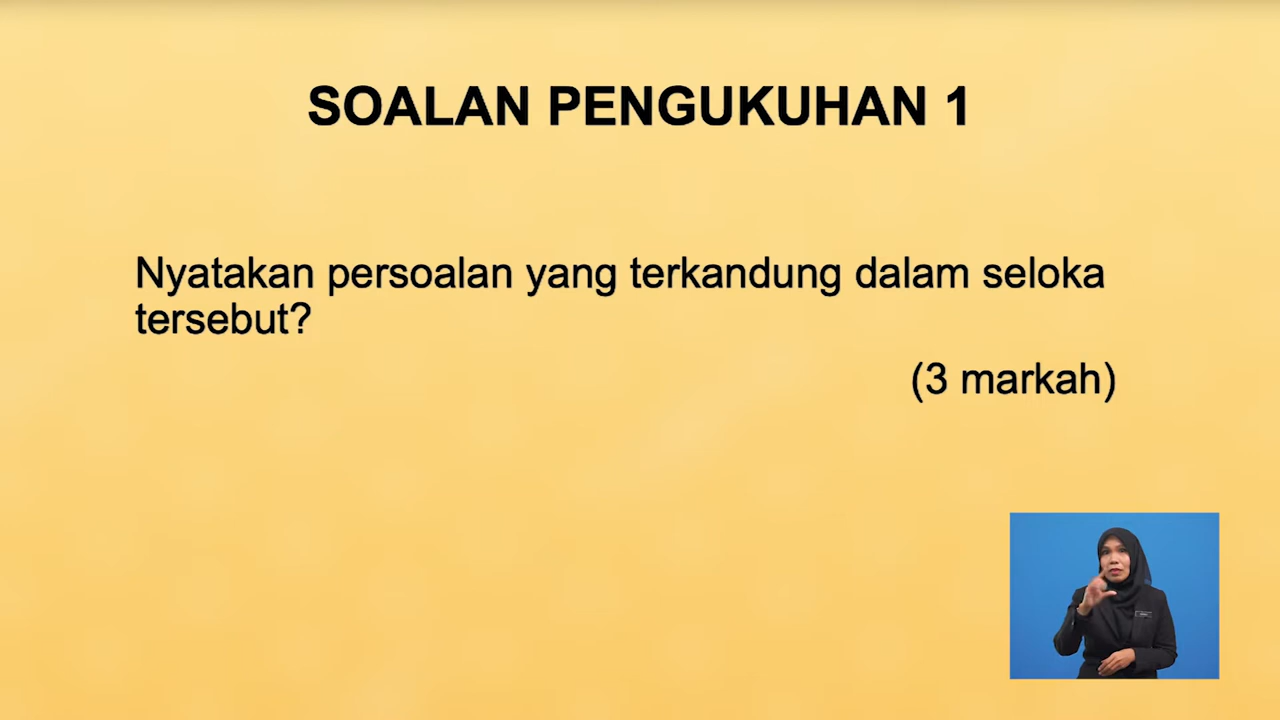 SOALAN PENGUKUHAN 1
Nyatakan persoalan yang terkandung dalam seloka
tersebut?
(3 markah)